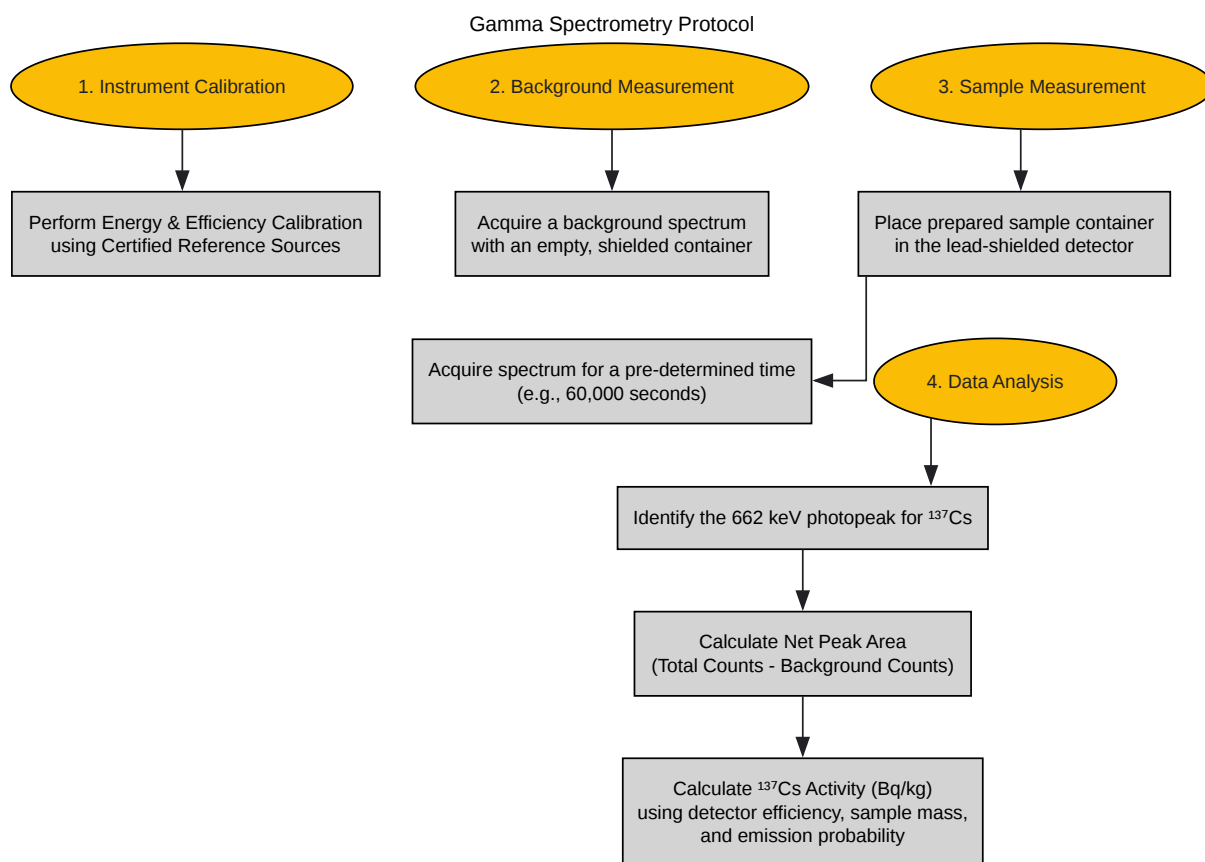 Gamma Spectrometry Protocol
1. Instrument Calibration
2. Background Measurement
3. Sample Measurement
Perform Energy & Efficiency Calibration
using Certified Reference Sources
Acquire a background spectrum
with an empty, shielded container
Place prepared sample container
in the lead-shielded detector
Acquire spectrum for a pre-determined time
(e.g., 60,000 seconds)
4. Data Analysis
Identify the 662 keV photopeak for ¹³⁷Cs
Calculate Net Peak Area
(Total Counts - Background Counts)
Calculate ¹³⁷Cs Activity (Bq/kg)
using detector efficiency, sample mass,
and emission probability